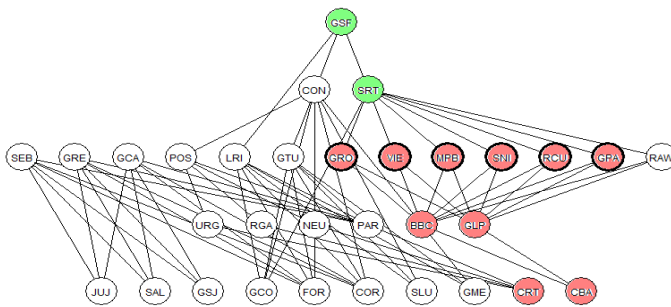 GSF
CON SRT
SEB GRE GCA POS LRI GTU GRO VIE MPB SNI RCU GPA RAW
URG RGA NEU PAR BBC GLP
JUJ SAL GSJ GCO FOR COR SLU GME CRT CBA